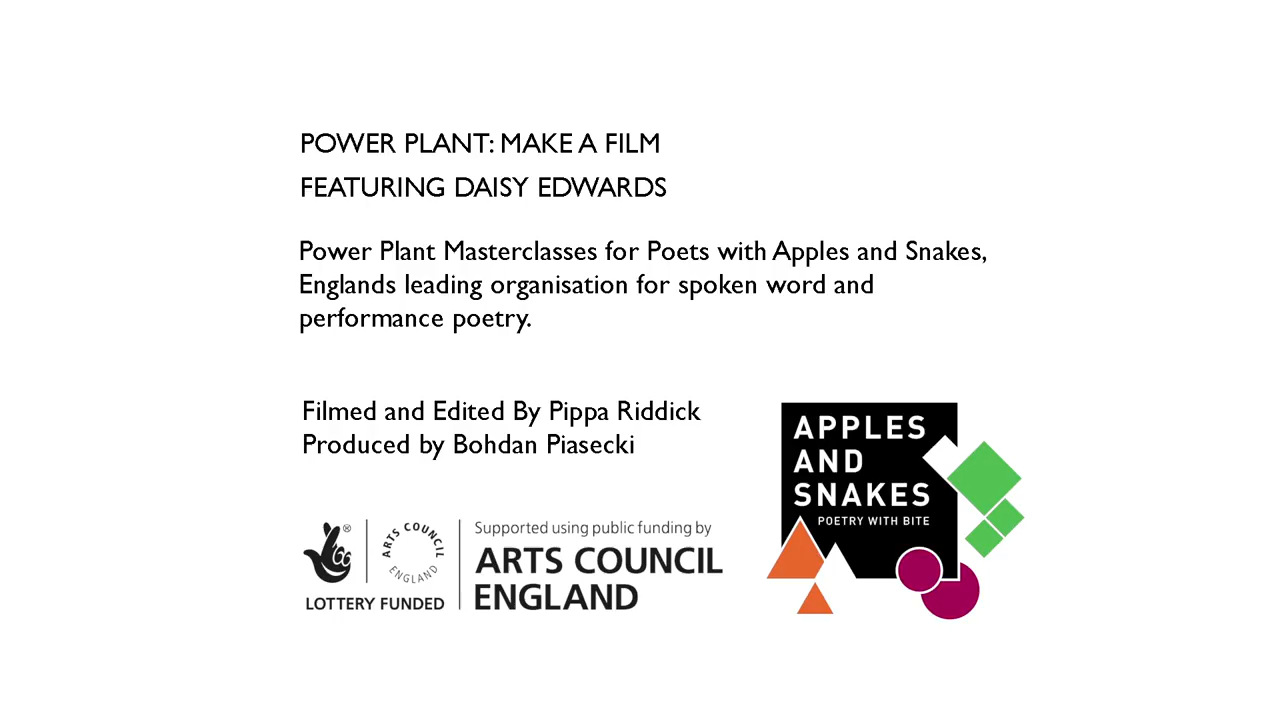 POWER PLANT: MAKE A FILM
FEATURING DAISY EDWARDS
Power Plant Masterclasses for Poets with Apples and Snakes,
Englands leading organisation for spoken word and
performance poetry.
Filmed and Edited By Pippa Riddick
Produced by Bohdan Piasecki
APPLES
AND
SNAKES
POETRY WITH BITE
®
LOTTERY FUNDED
ARTS COUNCIL
ENGLAND
Supported using public funding by
ARTS COUNCIL
ENGLAND